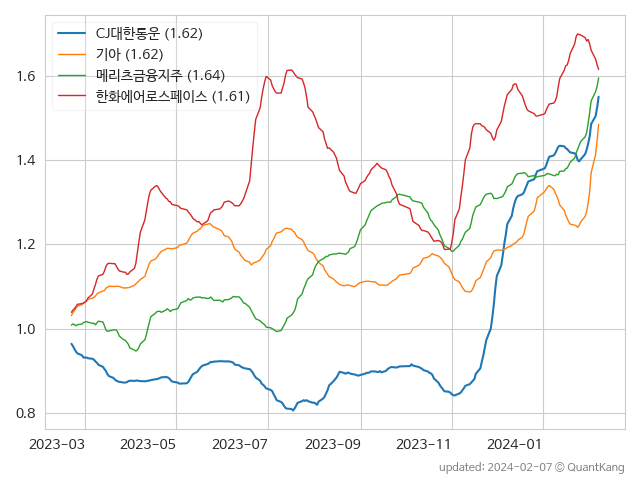 CJ대한통운 (1.62)
기아 (1.62)
메리츠금융지주 (1.64)
한화에어로스페이스 (1.61)
1.6
1.4
1.2
1.0
0.8
2023-03 2023-05 2023-07 2023-09 2023-11 2024-01
updated: 2024-02-07 © QuantKang